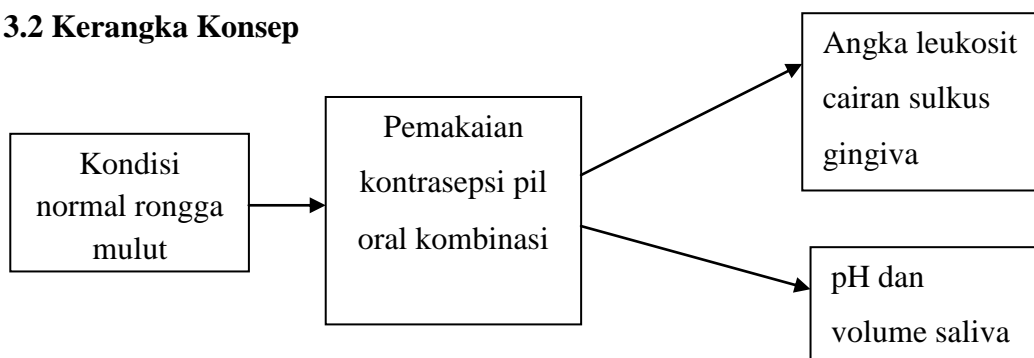 3.2 Kerangka Konsep
Kondisi
normal rongga
mulut
Pemakaian
kontrasepsi pil
oral kombinasi
Angka leukosit
cairan sulkus
gingiva
pH dan
volume saliva